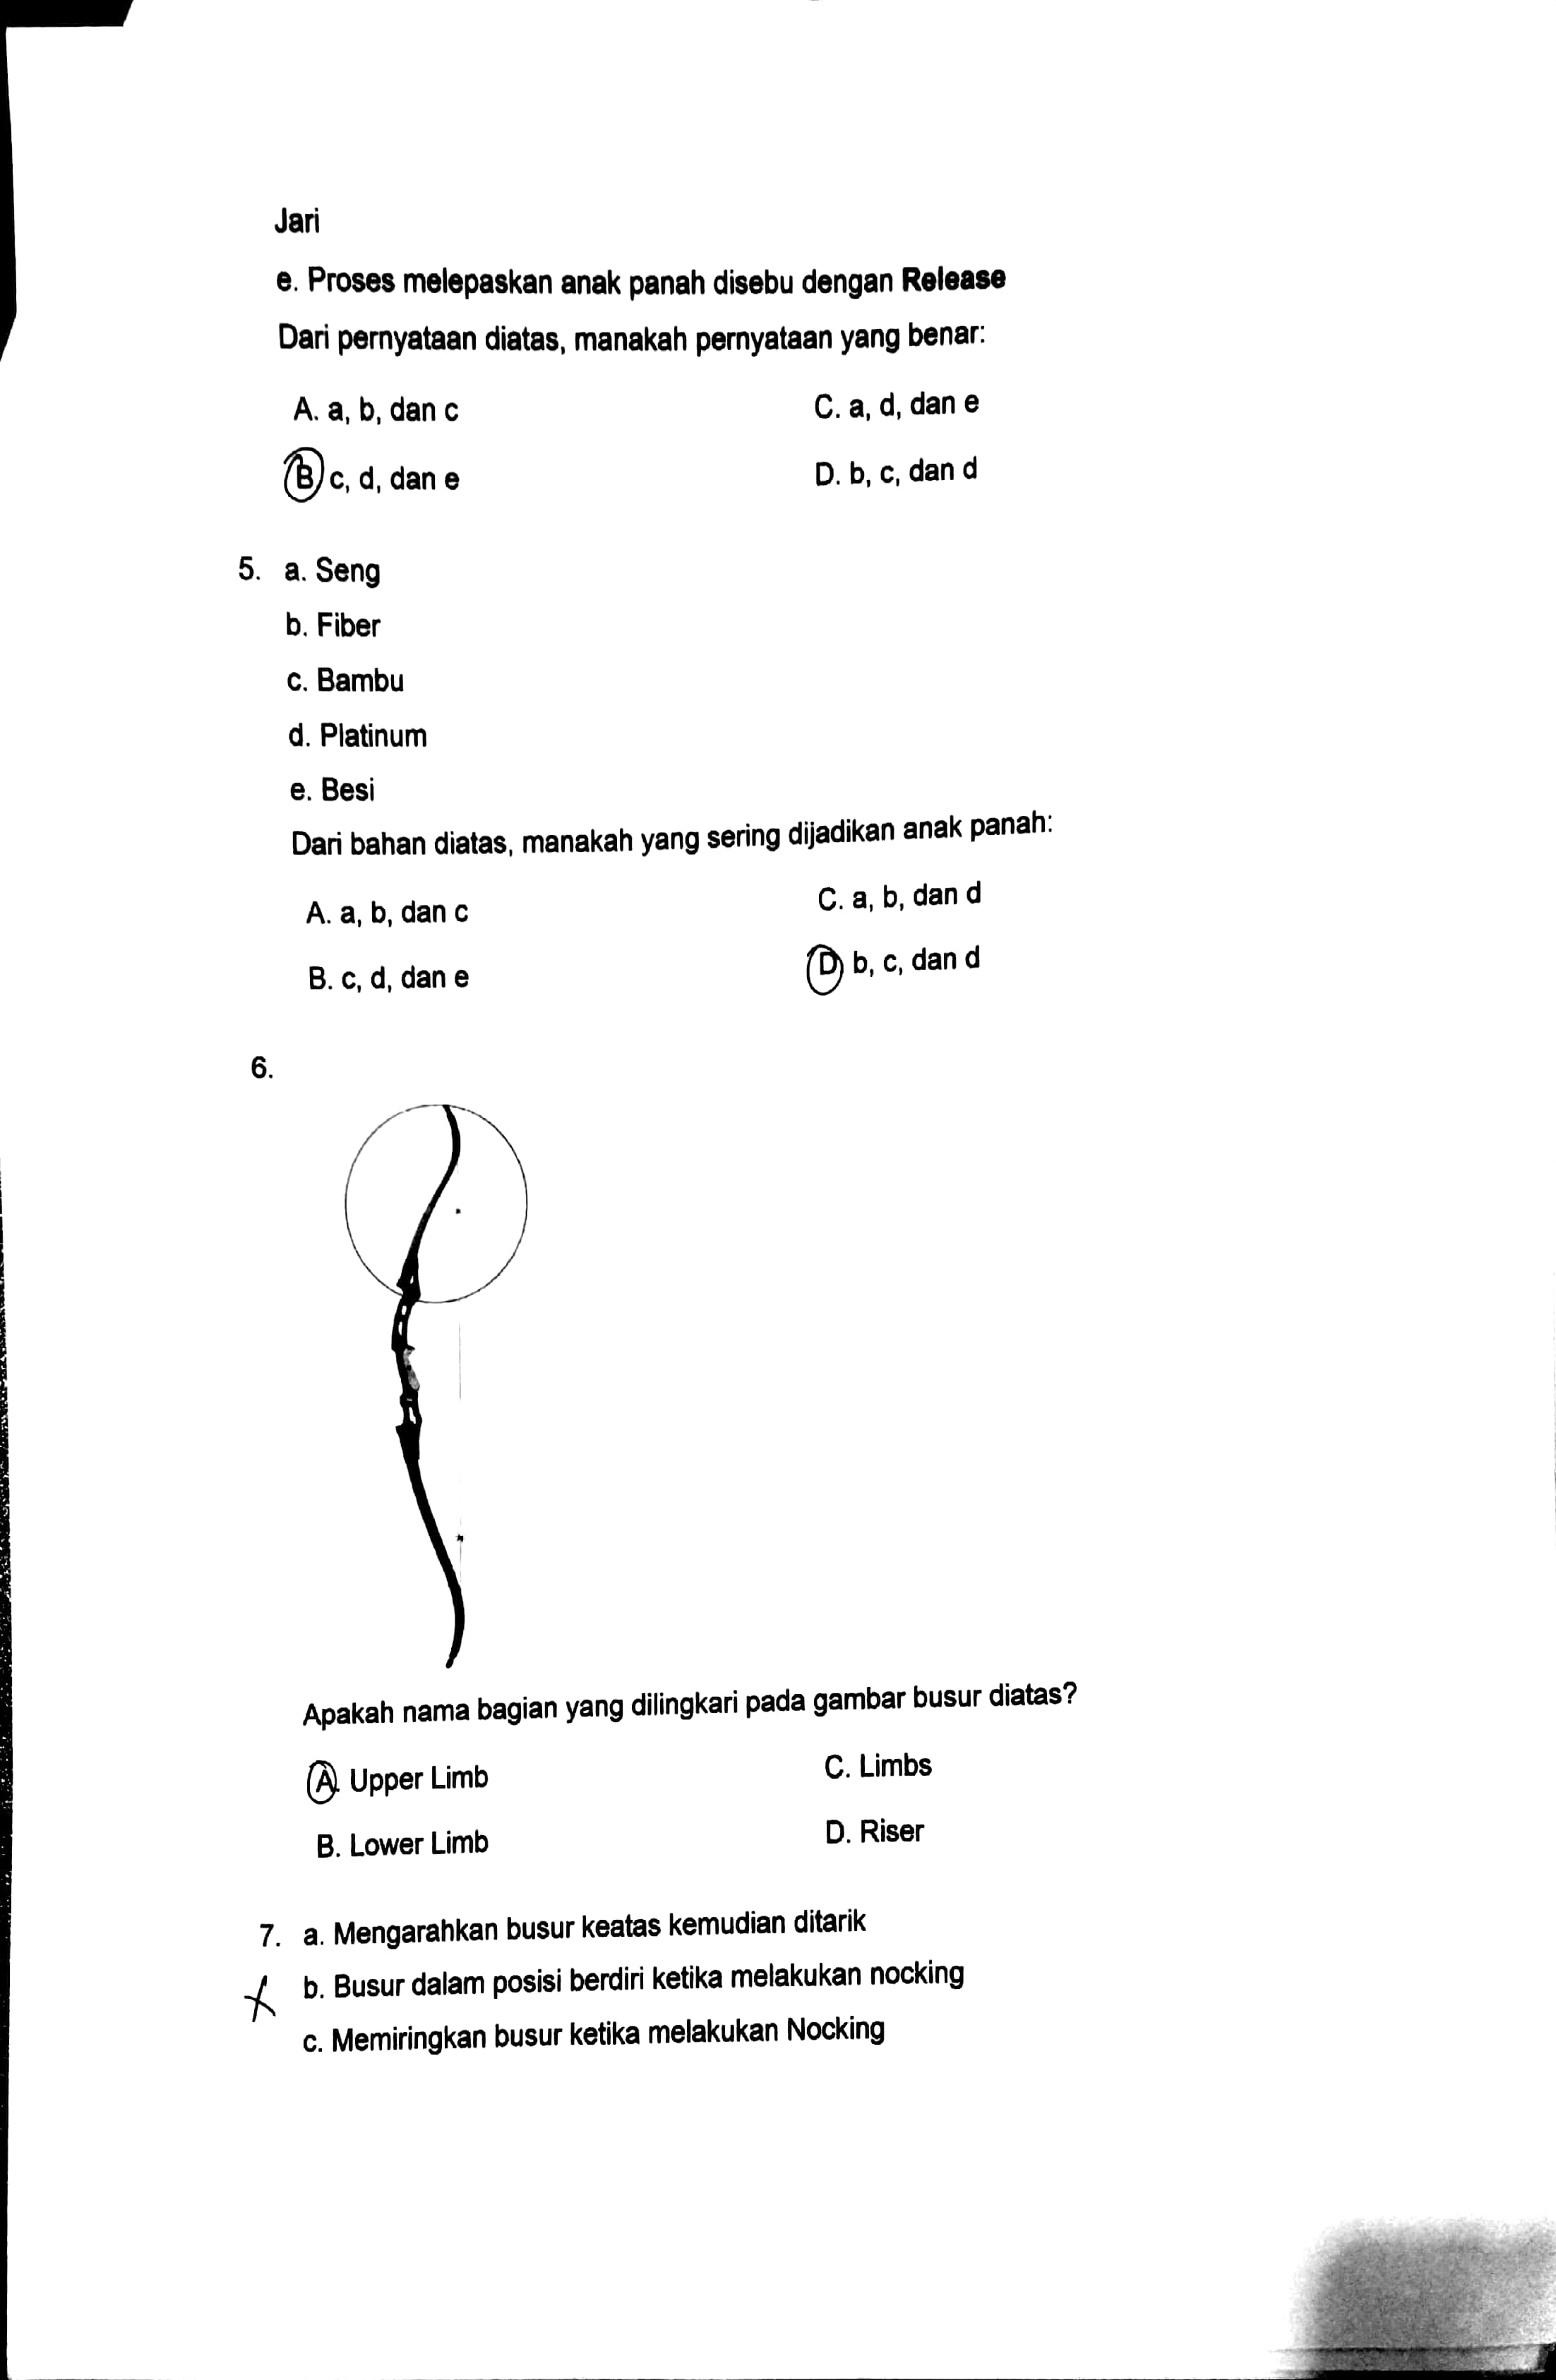 Jari
e. Proses melepaskan anak panah disebu dengan Release
Dari pernyataan diatas, manakah pernyataan yang benar:
A. a, b, dan c
C. a, d, dan e
B c, d, dan e
D. b, c, dan d
5. a. Seng
b. Fiber
c. Bambu
d. Platinum
e. Besi
Dari bahan diatas, manakah yang sering dijadikan anak panah:
A. a, b, dan c
C. a, b, dan d
B. c, d, dan e
D b, c, dan d
6.
Apakah nama bagian yang dilingkari pada gambar busur diatas?
A. Upper Limb
C. Limbs
B. Lower Limb
D. Riser
7. a. Mengarahkan busur keatas kemudian ditarik
b. Busur dalam posisi berdiri ketika melakukan nocking
c. Memiringkan busur ketika melakukan Nocking